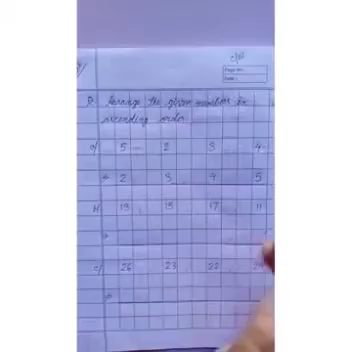 Page No.:
Date:
Arrange the given numbers in
ascending order
a) 5 2 3 4
2 3 4 5
19 15 17 11
c) 26 23 22